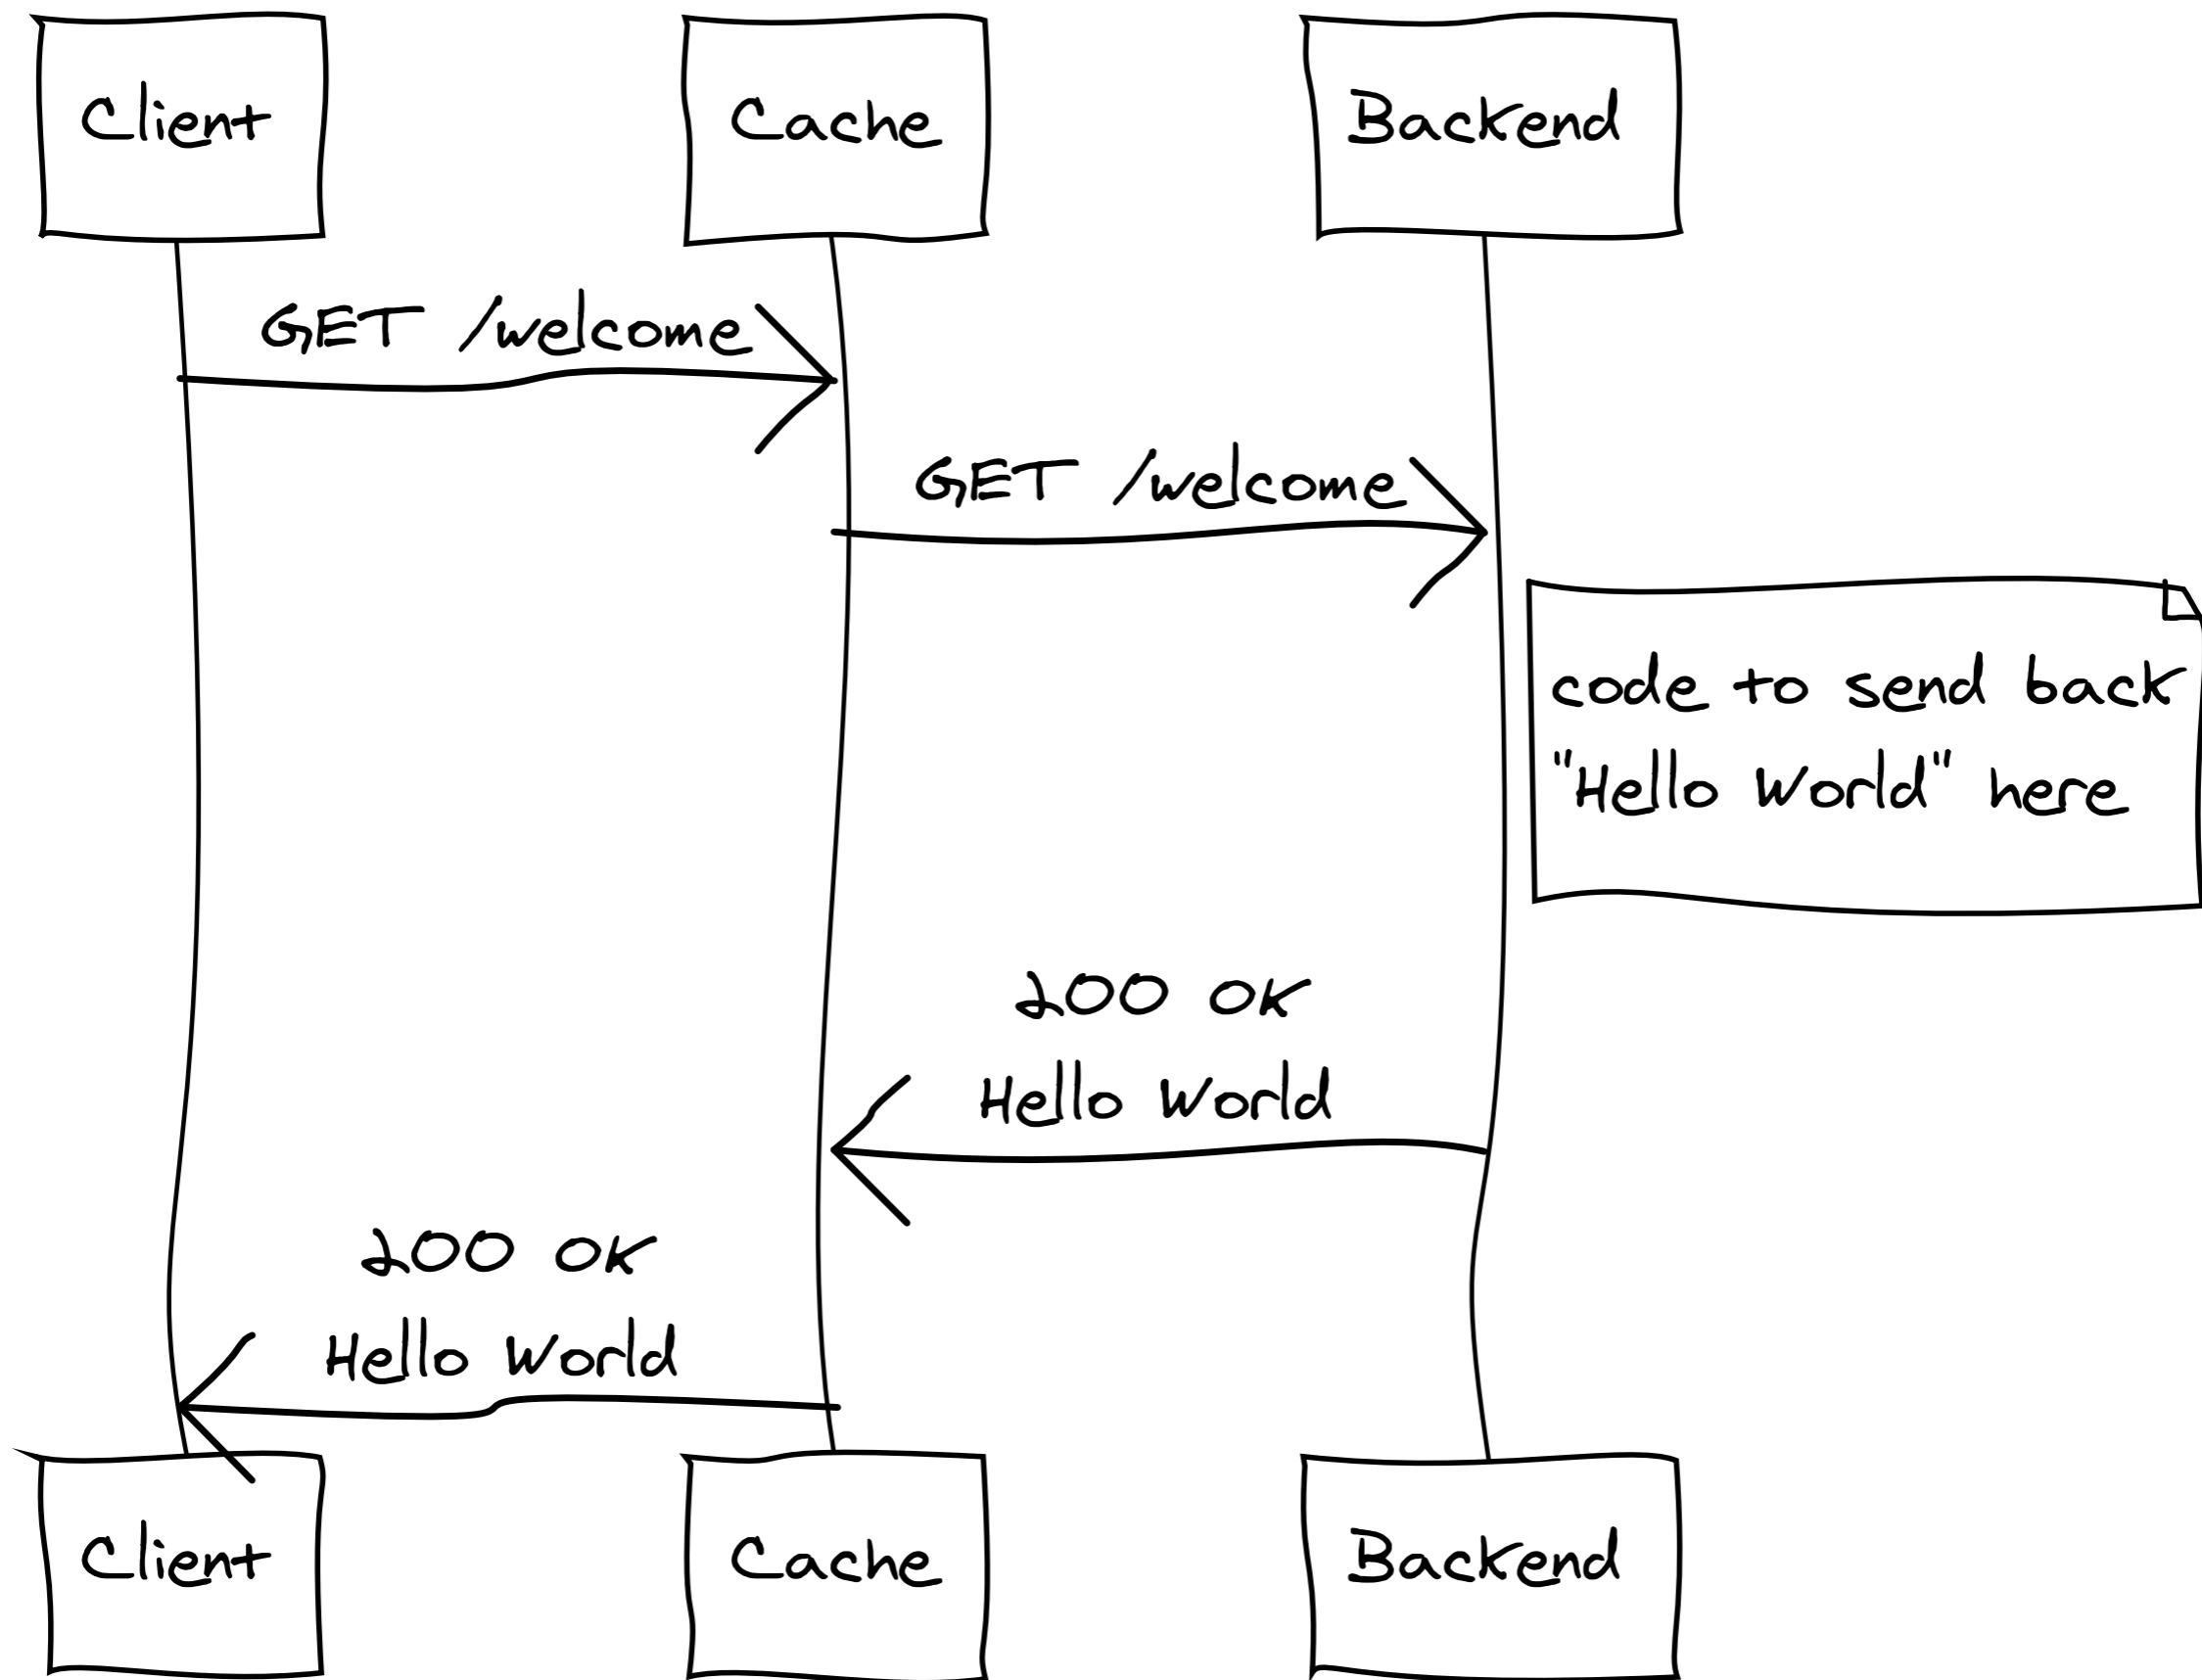 Client
Cache
Backend
GET /welcome
GET /welcome
code to send back
"Hello World" here
200 OK
Hello World
200 OK
Hello World
Client
Cache
Backend